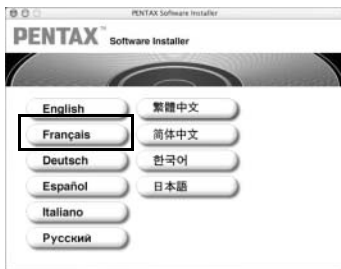 PENTAX Software Installer
PENTAX™ Software Installer
English
Français
Deutsch
Español
Italiano
Русский
繁體中文
简体中文
한국어
日本語